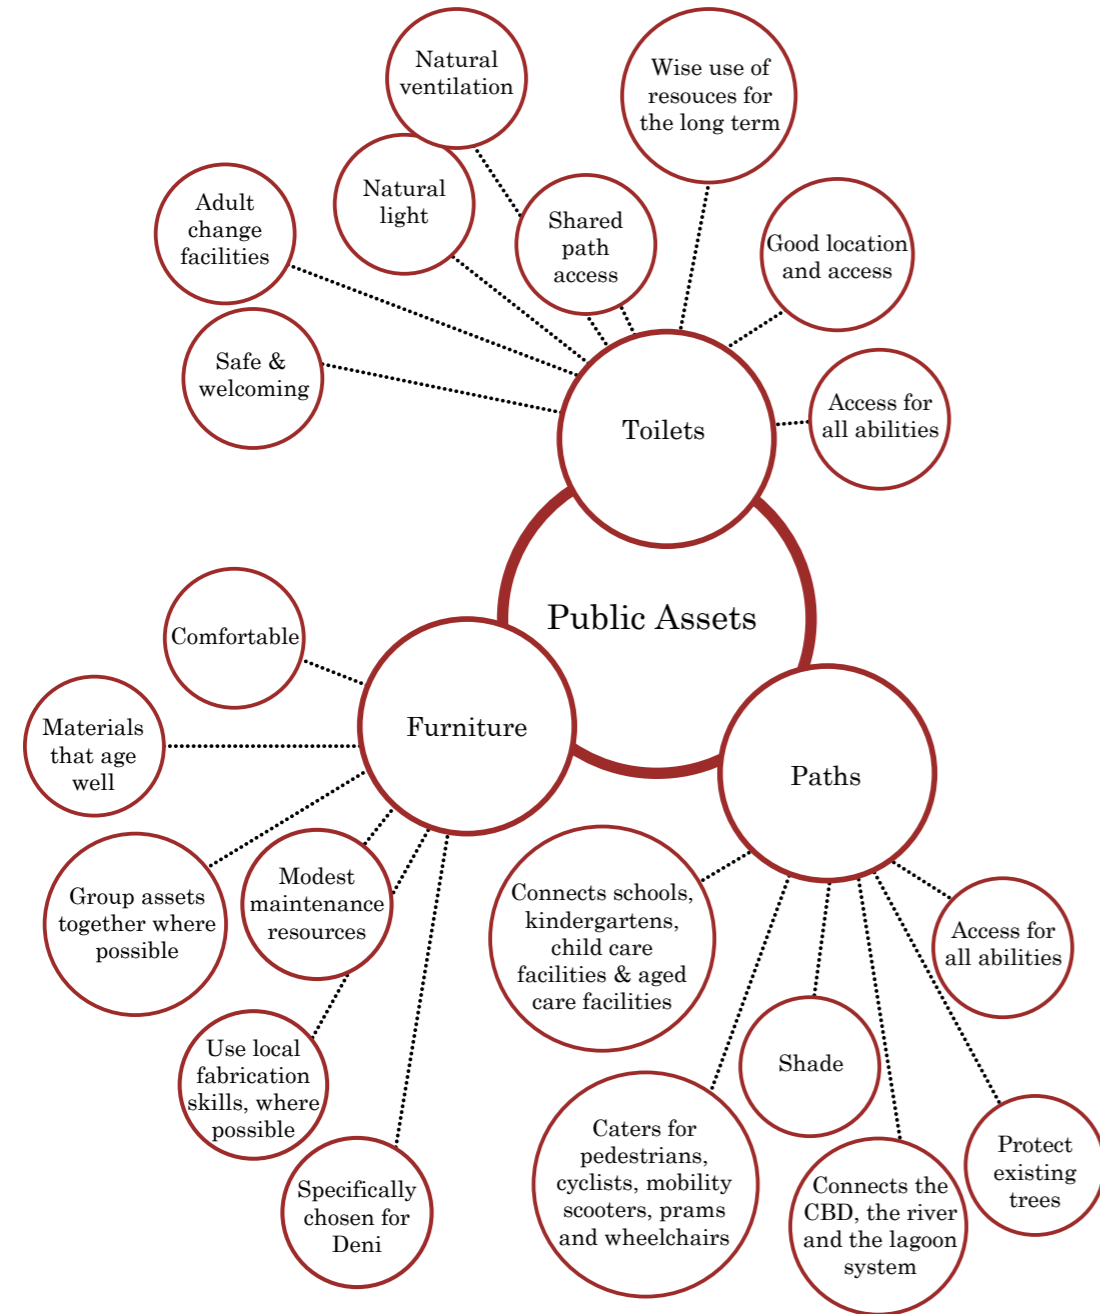 Natural
ventilation
Wise use of
resouces for
the long term
Natural
light
Adult
change
facilities
Shared
path
access
Good location
and access
Safe &
welcoming
Access for
all abilities
Toilets
Public Assets
Comfortable
Materials
that age
well
Furniture
Paths
Group assets
together where
possible
Modest
maintenance
resources
Connects schools,
kindergartens,
child care
facilities & aged
care facilities
Access for
all abilities
Use local
fabrication
skills, where
possible
Shade
Caters for
pedestrians,
cyclists, mobility
scooters, prams
and wheelchairs
Protect
existing
trees
Specifically
chosen for
Deni
Connects the
CBD, the river
and the lagoon
system